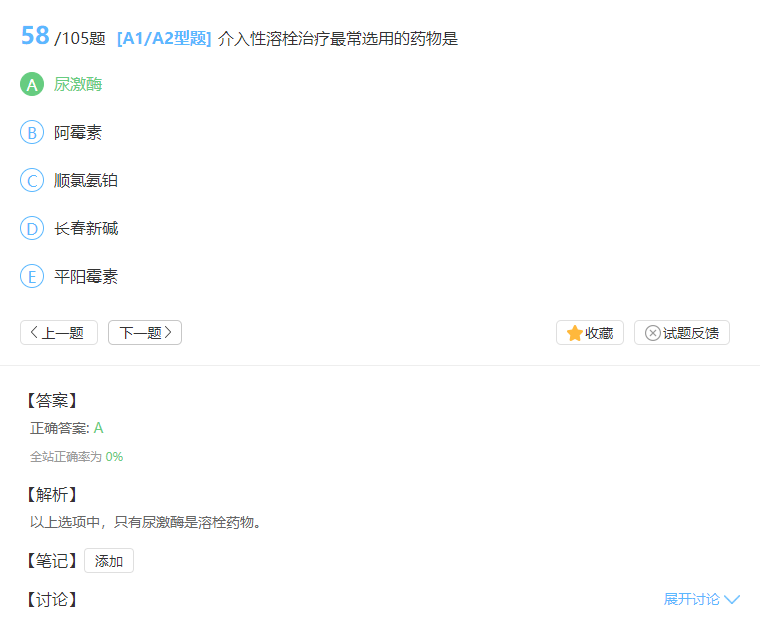 58 /105题 [A1/A2型题] 介入性溶栓治疗最常选用的药物是
A 尿激酶
B 阿霉素
C 顺氯氨铂
D 长春新碱
E 平阳霉素
上一题 下一题 收藏 试题反馈
【答案】
正确答案: A
全站正确率为 0%
【解析】
以上选项中，只有尿激酶是溶栓药物。
【笔记】 添加
【讨论】 展开讨论